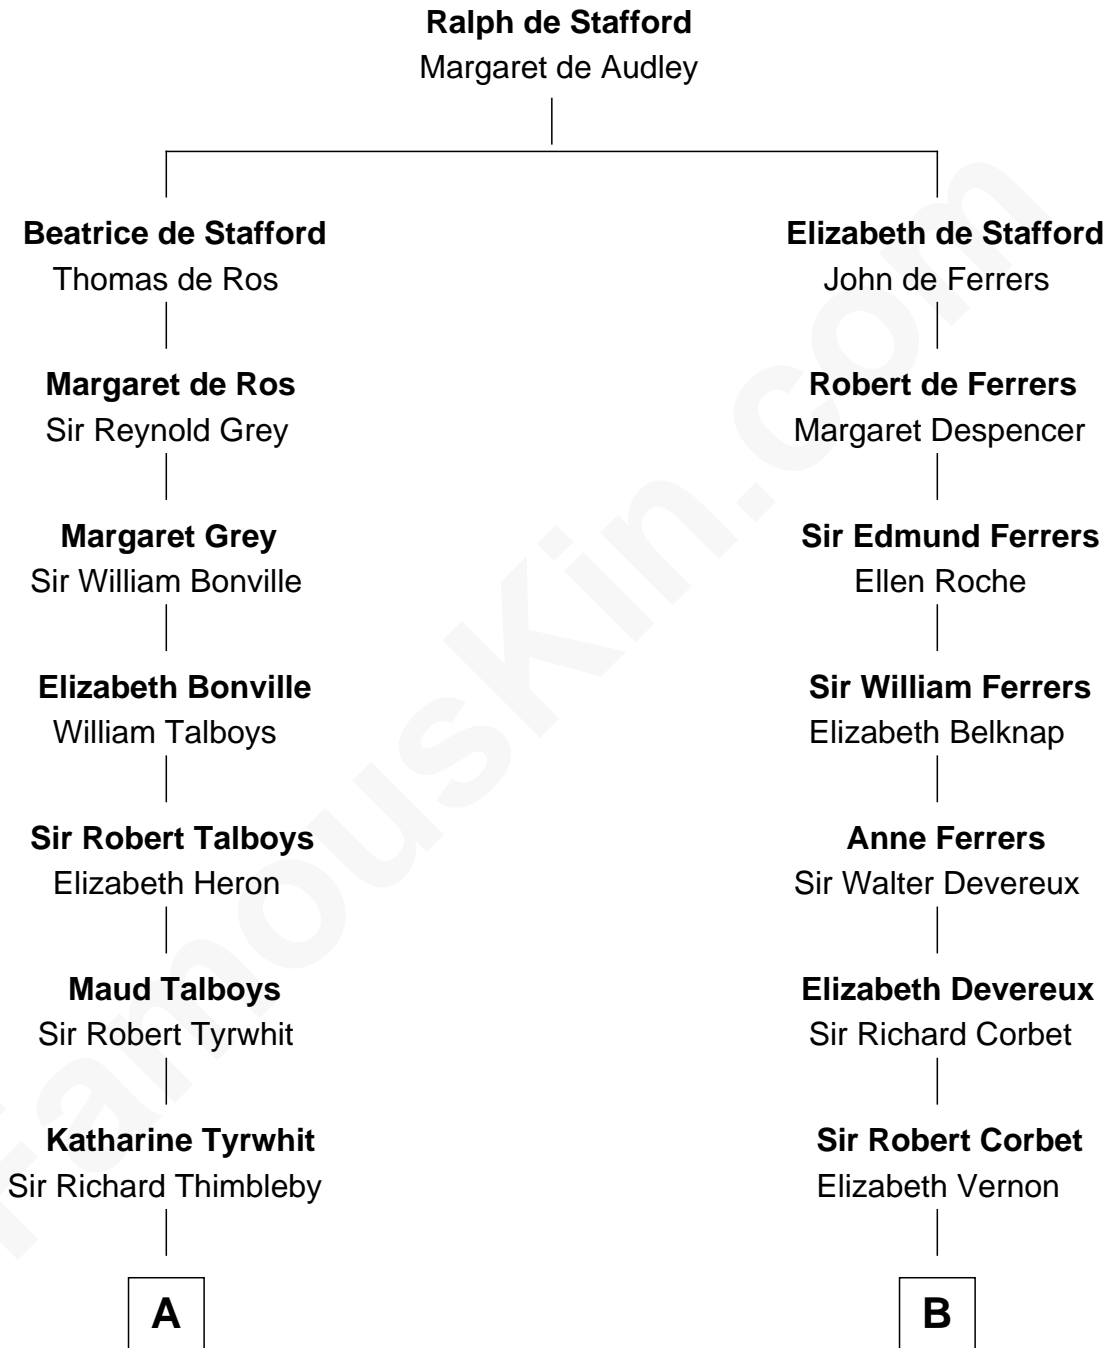 Ralph de Stafford
Margaret de Audley
Beatrice de Stafford
Thomas de Ros
Margaret de Ros
Sir Reynold Grey
Margaret Grey
Sir William Bonville
Elizabeth Bonville
William Talboys
Sir Robert Talboys
Elizabeth Heron
Maud Talboys
Sir Robert Tyrwhit
Katharine Tyrwhit
Sir Richard Thimbleby
A
Elizabeth de Stafford
John de Ferrers
Robert de Ferrers
Margaret Despencer
Sir Edmund Ferrers
Ellen Roche
Sir William Ferrers
Elizabeth Belknap
Anne Ferrers
Sir Walter Devereux
Elizabeth Devereux
Sir Richard Corbet
Sir Robert Corbet
Elizabeth Vernon
B
FamousKin.com